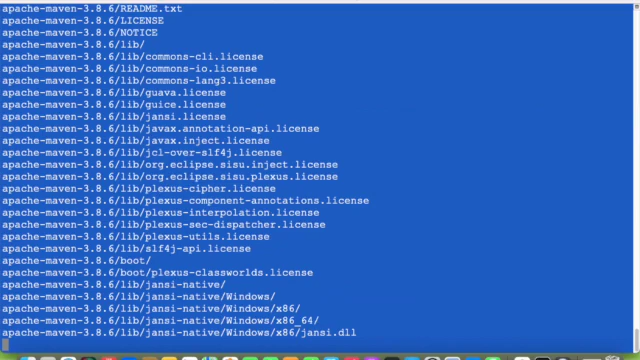 apache-maven-3.8.6/README.txt
apache-maven-3.8.6/LICENSE
apache-maven-3.8.6/NOTICE
apache-maven-3.8.6/lib/
apache-maven-3.8.6/lib/commons-cli.license
apache-maven-3.8.6/lib/commons-io.license
apache-maven-3.8.6/lib/commons-lang3.license
apache-maven-3.8.6/lib/guava.license
apache-maven-3.8.6/lib/guice.license
apache-maven-3.8.6/lib/jansi.license
apache-maven-3.8.6/lib/javax.annotation-api.license
apache-maven-3.8.6/lib/javax.inject.license
apache-maven-3.8.6/lib/jcl-over-slf4j.license
apache-maven-3.8.6/lib/org.eclipse.sisu.inject.license
apache-maven-3.8.6/lib/org.eclipse.sisu.plexus.license
apache-maven-3.8.6/lib/plexus-cipher.license
apache-maven-3.8.6/lib/plexus-component-annotations.license
apache-maven-3.8.6/lib/plexus-interpolation.license
apache-maven-3.8.6/lib/plexus-sec-dispatcher.license
apache-maven-3.8.6/lib/plexus-utils.license
apache-maven-3.8.6/lib/slf4j-api.license
apache-maven-3.8.6/boot/
apache-maven-3.8.6/boot/plexus-classworlds.license
apache-maven-3.8.6/lib/jansi-native/
apache-maven-3.8.6/lib/jansi-native/Windows/
apache-maven-3.8.6/lib/jansi-native/Windows/x86/
apache-maven-3.8.6/lib/jansi-native/Windows/x86_64/
apache-maven-3.8.6/lib/jansi-native/Windows/x86/jansi.dll